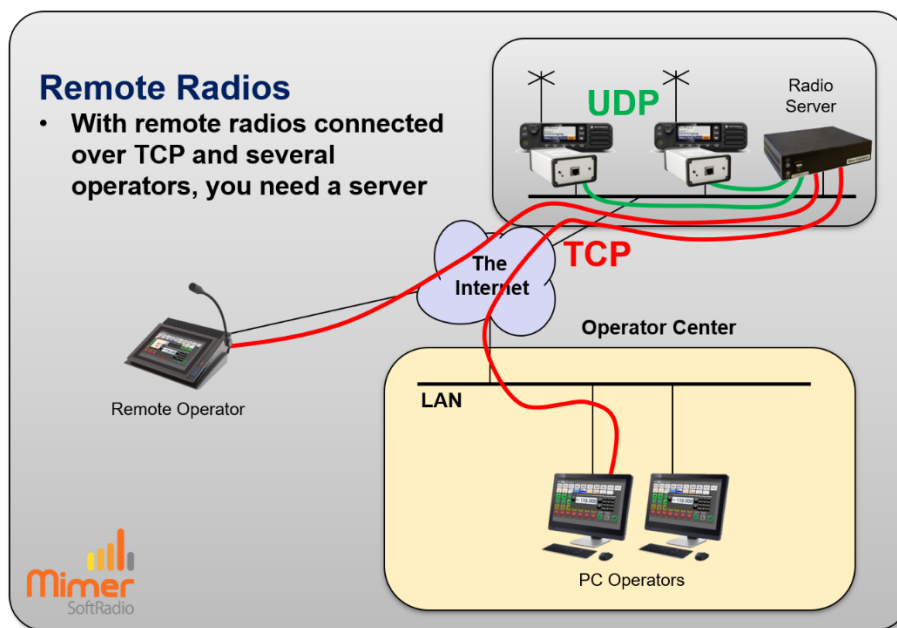 Remote Radios
• With remote radios connected
over TCP and several
operators, you need a server
UDP
Radio
Server
TCP
The
Internet
Operator Center
Remote Operator
LAN
PC Operators
Mimer
SoftRadio